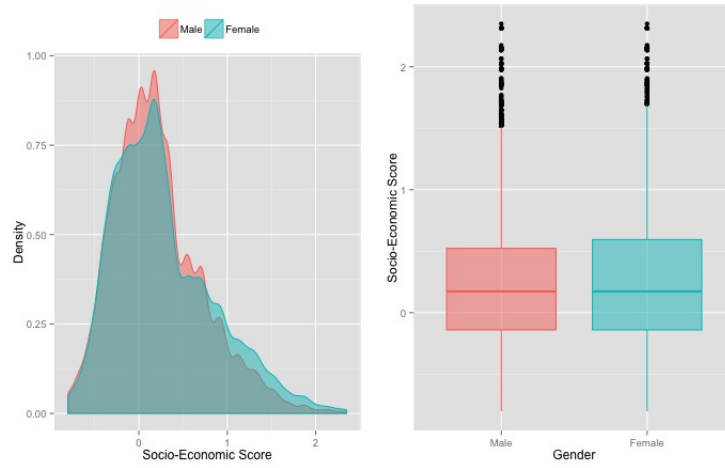 Male Female
1.00
0.75
0.50
0.25
0.00
Density
0 1 2
Socio-Economic Score
2
1
0
Socio-Economic Score
Male Female
Gender